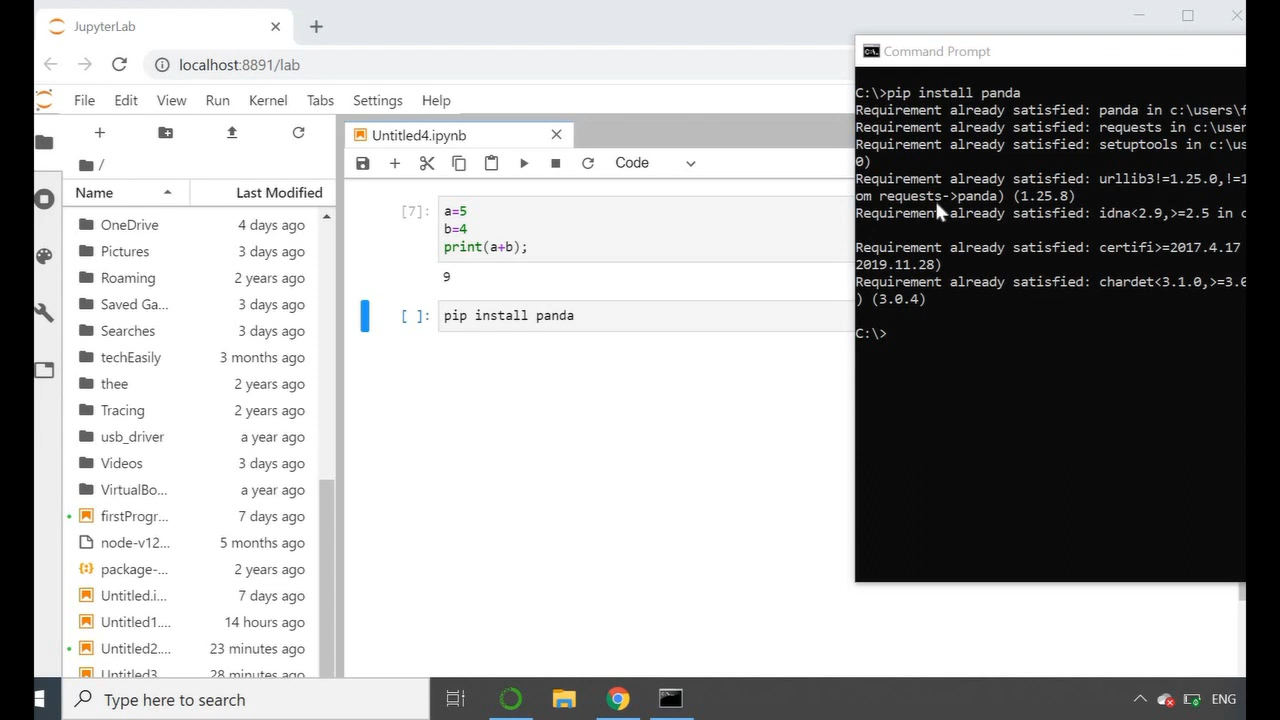 JupyterLab
localhost:8891/lab
File Edit View Run Kernel Tabs Settings Help
/
Name Last Modified
OneDrive 4 days ago
Pictures 3 days ago
Roaming 2 years ago
Saved Ga... 3 days ago
Searches 3 days ago
techEasily 3 months ago
thee 2 years ago
Tracing 2 years ago
usb_driver a year ago
Videos 3 days ago
VirtualBo... a year ago
firstProgr... 7 days ago
node-v12... 5 months ago
package-... 2 years ago
Untitled.i... 7 days ago
Untitled1.... 14 hours ago
Untitled2.... 23 minutes ago
Untitled3 28 minutes ago
Untitled4.ipynb
Code
[7]: a=5
b=4
print(a+b);
9
[ ]: pip install panda
Command Prompt
C:\>pip install panda
Requirement already satisfied: panda in c:\users\f
Requirement already satisfied: requests in c:\user
Requirement already satisfied: setuptools in c:\us
0)
Requirement already satisfied: urllib3!=1.25.0,!=1
om requests->panda) (1.25.8)
Requirement already satisfied: idna<2.9,>=2.5 in c
Requirement already satisfied: certifi>=2017.4.17
2019.11.28)
Requirement already satisfied: chardet<3.1.0,>=3.0
) (3.0.4)
C:\>
Type here to search
ENG